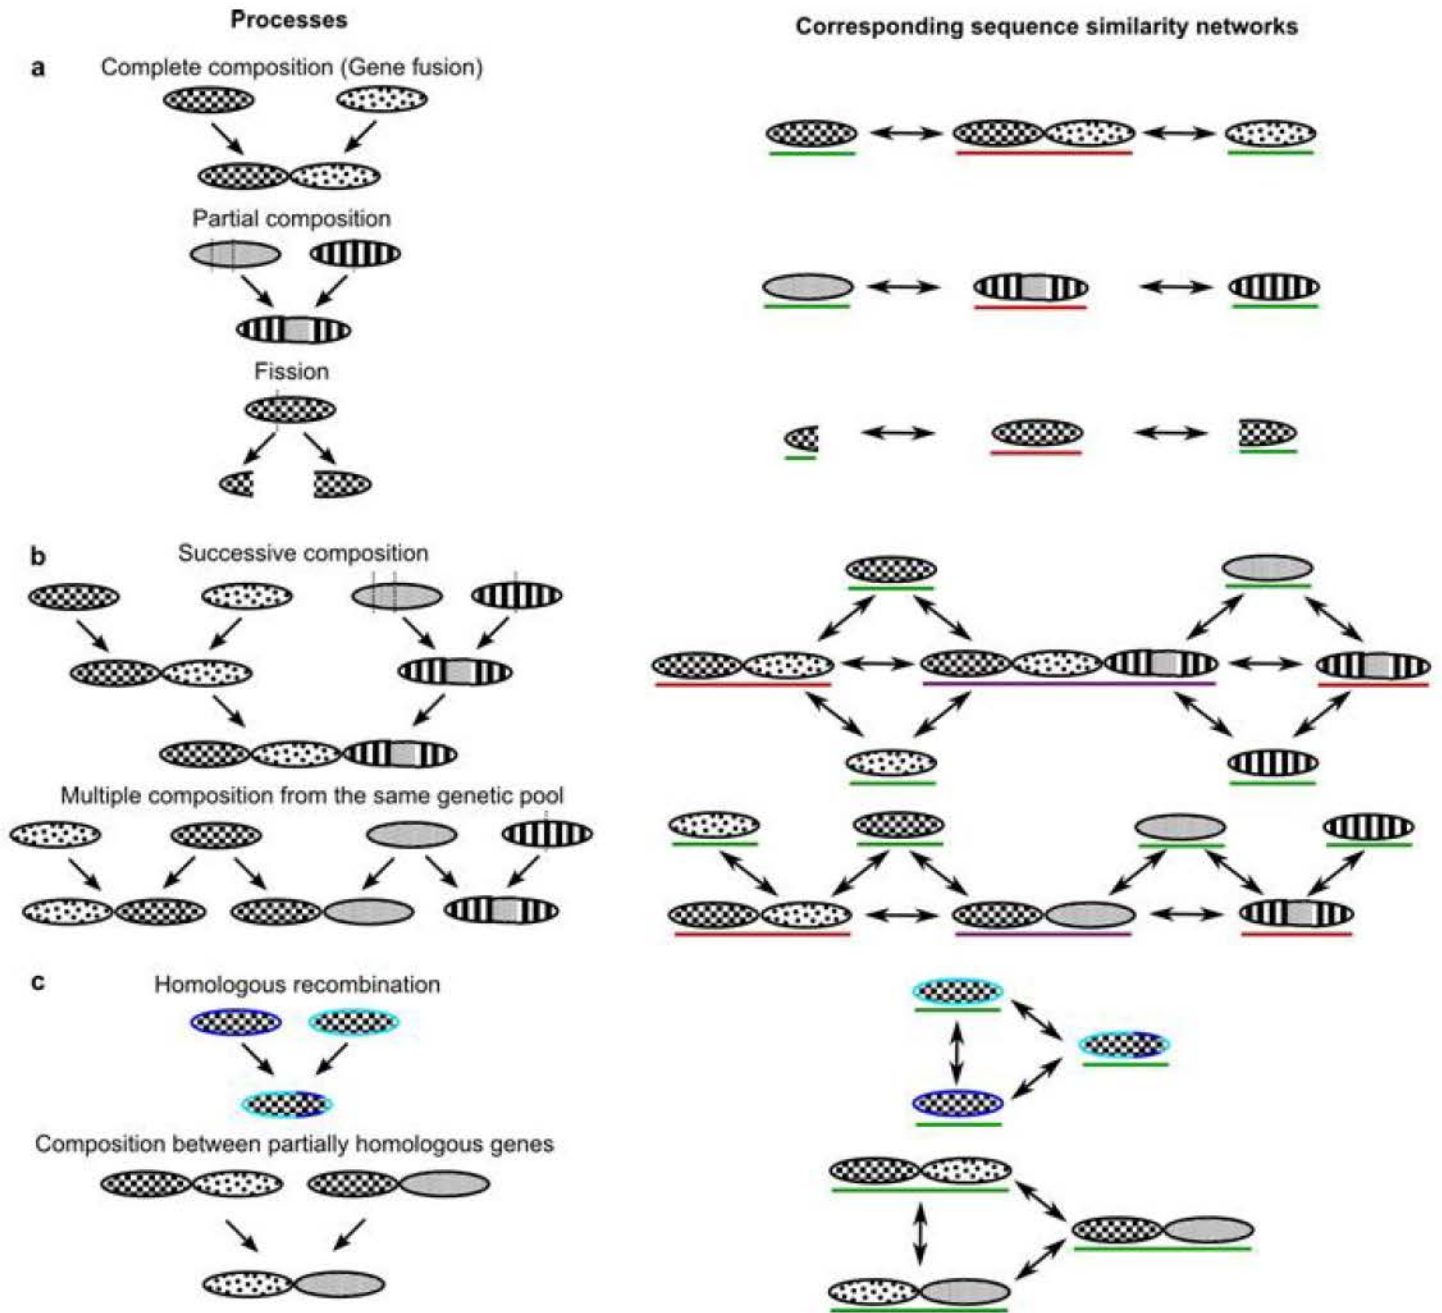 Processes
Corresponding sequence similarity networks
a
Complete composition (Gene fusion)
Partial composition
Fission
b
Successive composition
Multiple composition from the same genetic pool
c
Homologous recombination
Composition between partially homologous genes